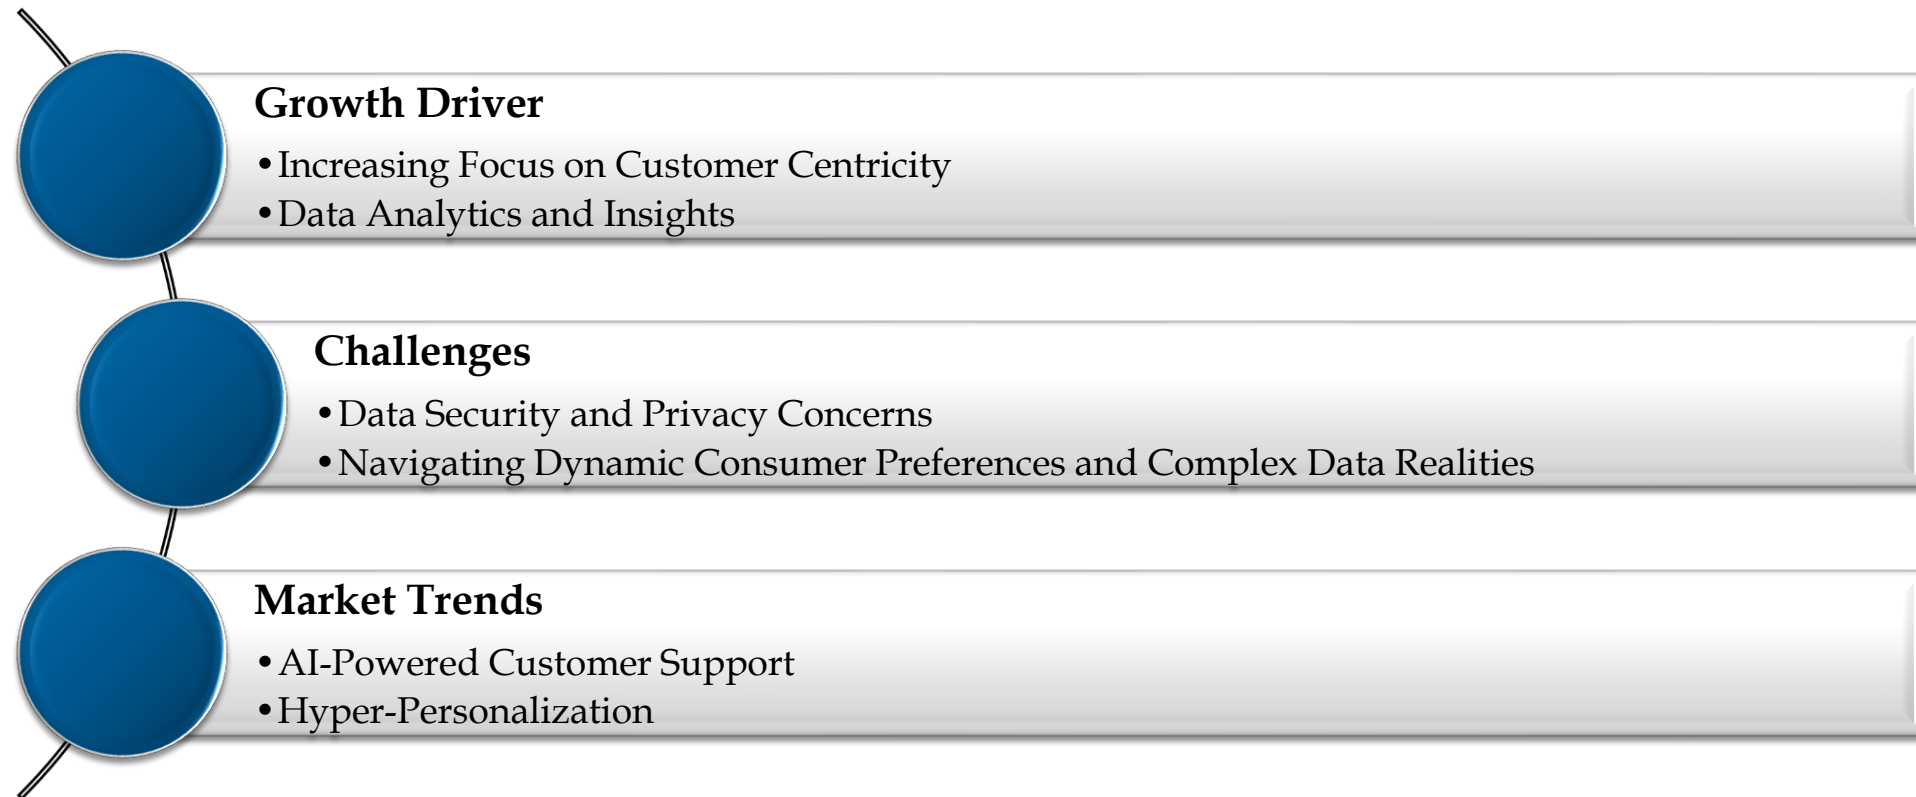 Growth Driver
•Increasing Focus on Customer Centricity
•Data Analytics and Insights
Challenges
•Data Security and Privacy Concerns
•Navigating Dynamic Consumer Preferences and Complex Data Realities
Market Trends
•AI-Powered Customer Support
•Hyper-Personalization